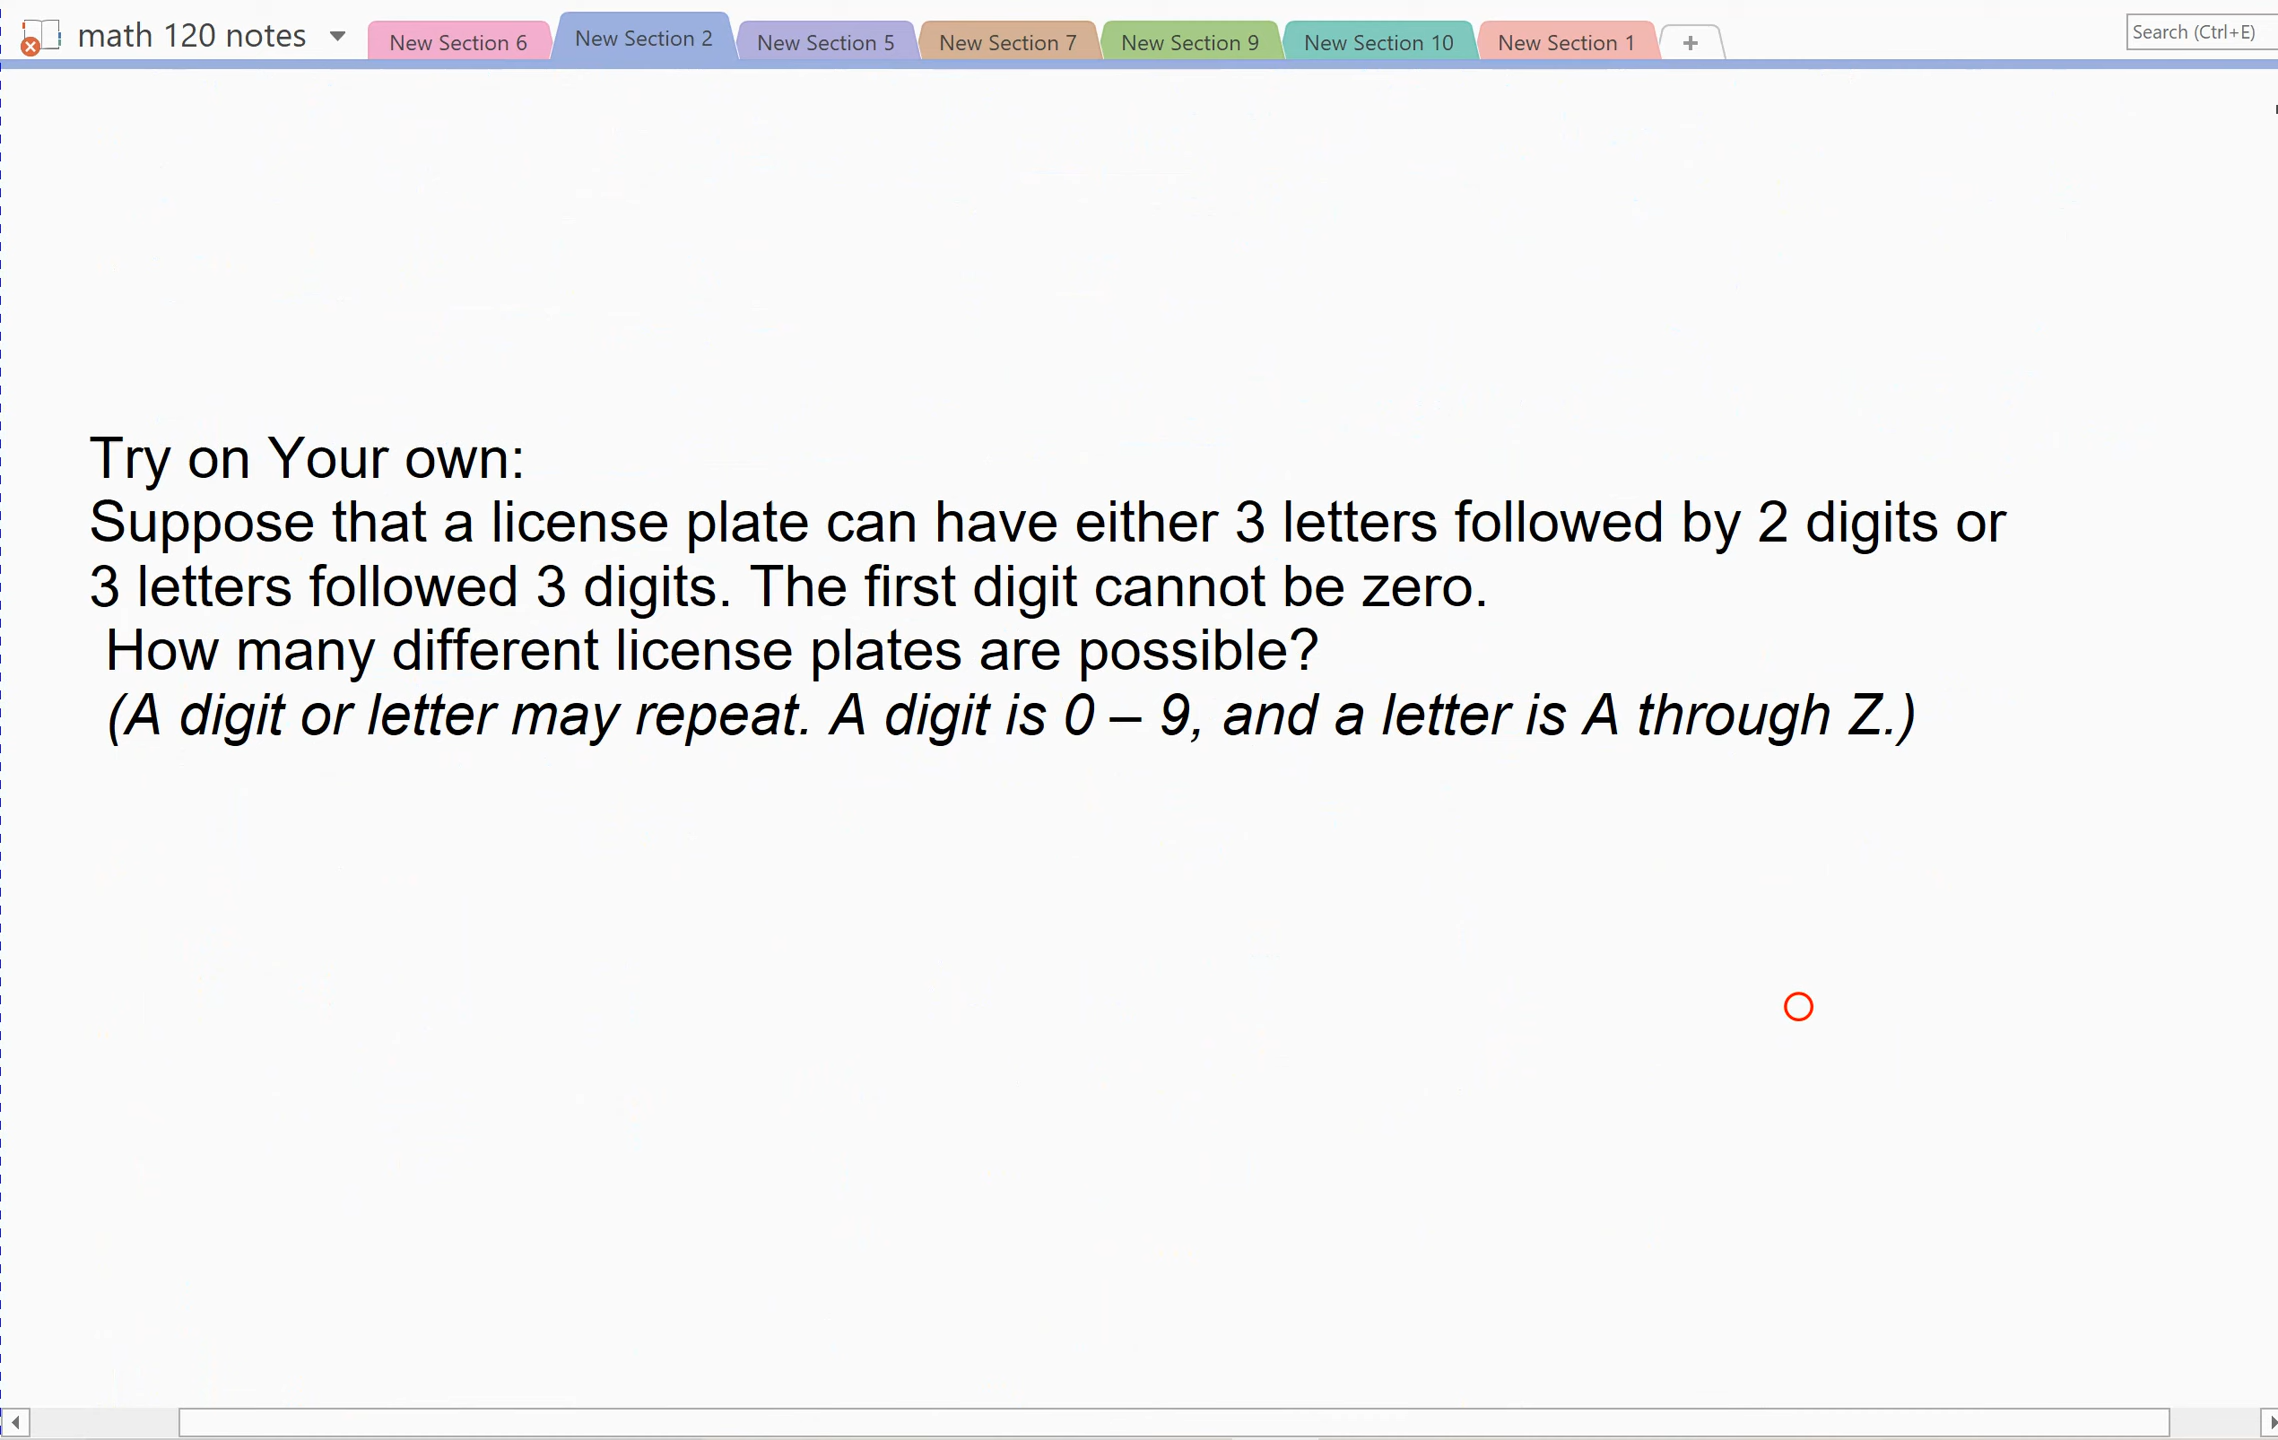 math 120 notes
New Section 6
New Section 2
New Section 5
New Section 7
New Section 9
New Section 10
New Section 1
+
Search (Ctrl+E)
Try on Your own:
Suppose that a license plate can have either 3 letters followed by 2 digits or
3 letters followed 3 digits. The first digit cannot be zero.
How many different license plates are possible?
(A digit or letter may repeat. A digit is 0 – 9, and a letter is A through Z.)